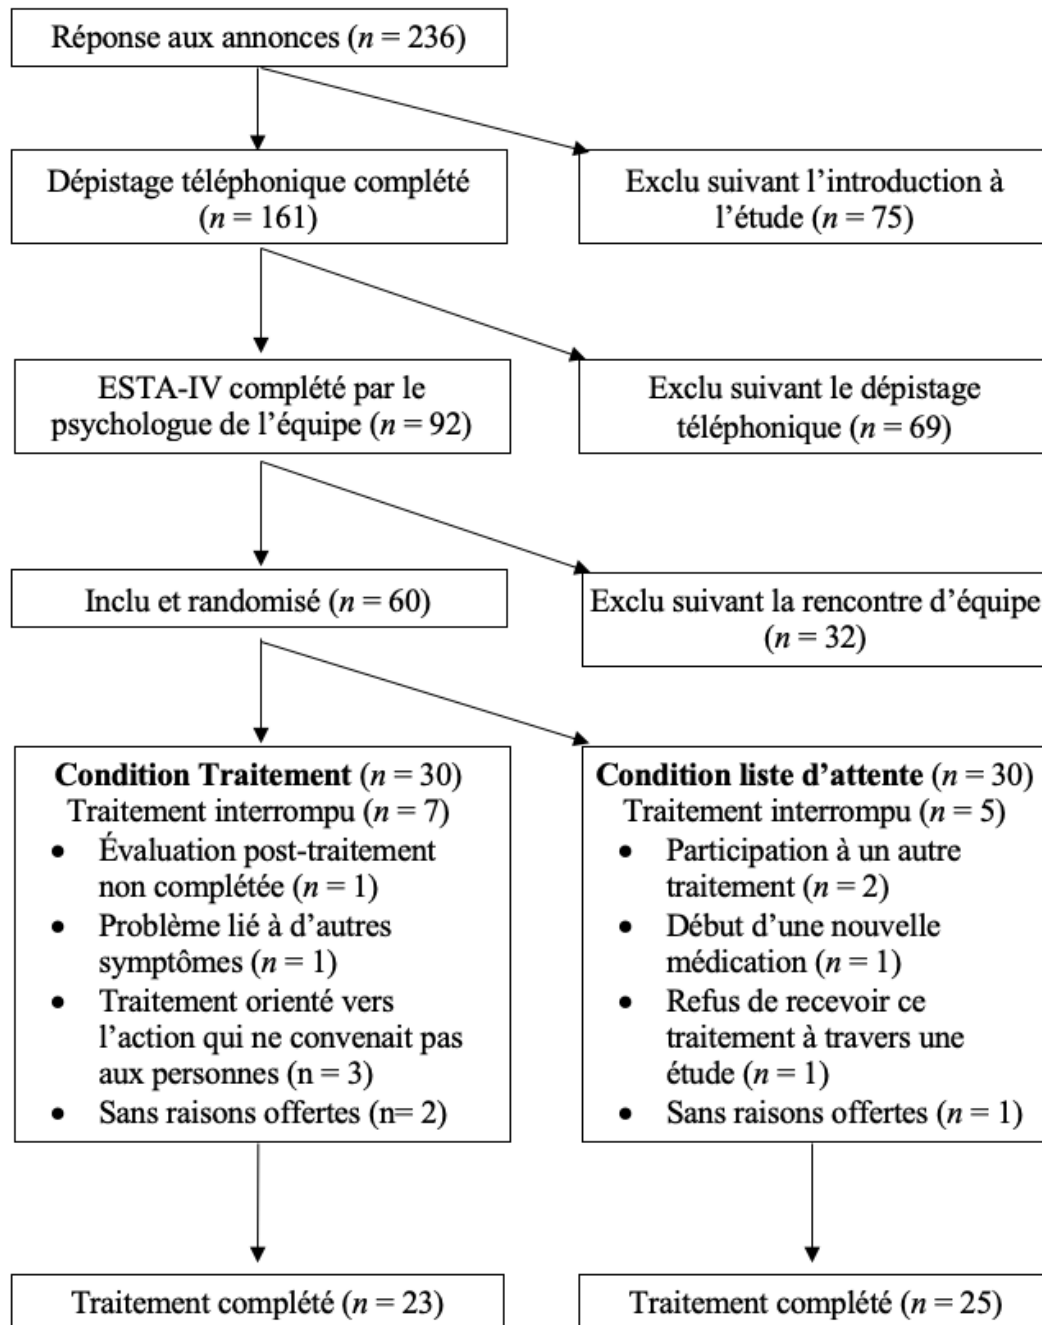 Réponse aux annonces (n = 236)
Dépistage téléphonique complété
(n = 161)
Exclu suivant l’introduction à
l’étude (n = 75)
ESTA-IV complété par le
psychologue de l’équipe (n = 92)
Exclu suivant le dépistage
téléphonique (n = 69)
Inclu et randomisé (n = 60)
Exclu suivant la rencontre d’équipe
(n = 32)
Condition Traitement (n = 30)
Traitement interrompu (n = 7)
• Évaluation post-traitement
non complétée (n = 1)
• Problème lié à d’autres
symptômes (n = 1)
• Traitement orienté vers
l’action qui ne convenait pas
aux personnes (n = 3)
• Sans raisons offertes (n= 2)
Condition liste d’attente (n = 30)
Traitement interrompu (n = 5)
• Participation à un autre
traitement (n = 2)
• Début d’une nouvelle
médication (n = 1)
• Refus de recevoir ce
traitement à travers une
étude (n = 1)
• Sans raisons offertes (n = 1)
Traitement complété (n = 23)
Traitement complété (n = 25)